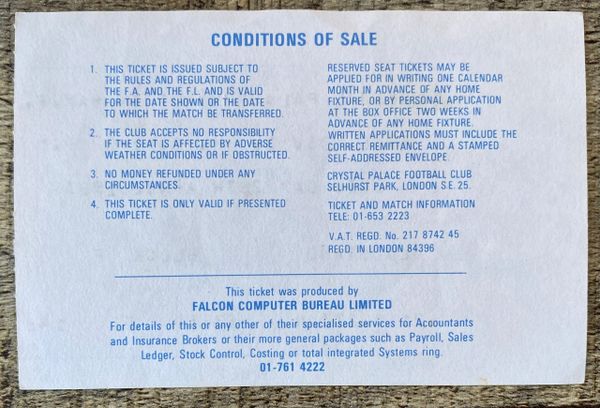 CONDITIONS OF SALE
1. THIS TICKET IS ISSUED SUBJECT TO
THE RULES AND REGULATIONS OF
THE F.A. AND THE F.L. AND IS VALID
FOR THE DATE SHOWN OR THE DATE
TO WHICH THE MATCH BE TRANSFERRED.
2. THE CLUB ACCEPTS NO RESPONSIBILITY
IF THE SEAT IS AFFECTED BY ADVERSE
WEATHER CONDITIONS OR IF OBSTRUCTED.
3. NO MONEY REFUNDED UNDER ANY
CIRCUMSTANCES.
4. THIS TICKET IS ONLY VALID IF PRESENTED
COMPLETE.
RESERVED SEAT TICKETS MAY BE
APPLIED FOR IN WRITING ONE CALENDAR
MONTH IN ADVANCE OF ANY HOME
FIXTURE, OR BY PERSONAL APPLICATION
AT THE BOX OFFICE TWO WEEKS IN
ADVANCE OF ANY HOME FIXTURE.
WRITTEN APPLICATIONS MUST INCLUDE THE
CORRECT REMITTANCE AND A STAMPED
SELF-ADDRESSED ENVELOPE.
CRYSTAL PALACE FOOTBALL CLUB
SELHURST PARK, LONDON S.E. 25.
TICKET AND MATCH INFORMATION
TELE: 01-653 2223
V.A.T. REGD. No. 217 8742 45
REGD. IN LONDON 84396
This ticket was produced by
FALCON COMPUTER BUREAU LIMITED
For details of this or any other of their specialised services for Accountants
and Insurance Brokers or their more general packages such as Payroll, Sales
Ledger, Stock Control, Costing or total integrated Systems ring.
01-761 4222